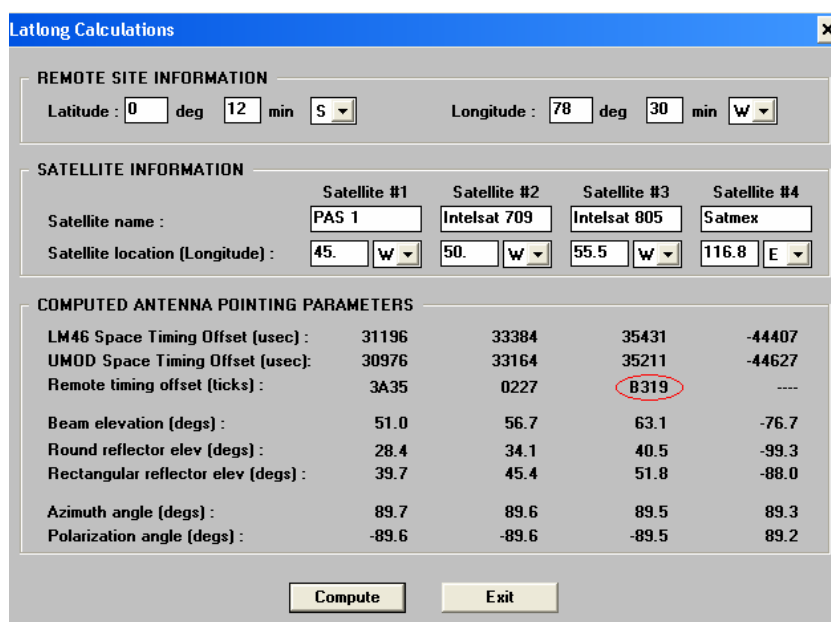 Latlong Calculations
REMOTE SITE INFORMATION
Latitude : 0 deg 12 min S Longitude : 78 deg 30 min W
SATELLITE INFORMATION
Satellite #1 Satellite #2 Satellite #3 Satellite #4
Satellite name : PAS 1 Intelsat 709 Intelsat 805 Satmex
Satellite location (Longitude) : 45. W 50. W 55.5 W 116.8 E
COMPUTED ANTENNA POINTING PARAMETERS
LM46 Space Timing Offset (usec) : 31196 33384 35431 -44407
UMOD Space Timing Offset (usec): 30976 33164 35211 -44627
Remote timing offset (ticks) : 3A35 0227 B319 ----
Beam elevation (degs) : 51.0 56.7 63.1 -76.7
Round reflector elev (degs) : 28.4 34.1 40.5 -99.3
Rectangular reflector elev (degs) : 39.7 45.4 51.8 -88.0
Azimuth angle (degs) : 89.7 89.6 89.5 89.3
Polarization angle (degs) : -89.6 -89.6 -89.5 89.2
Compute Exit